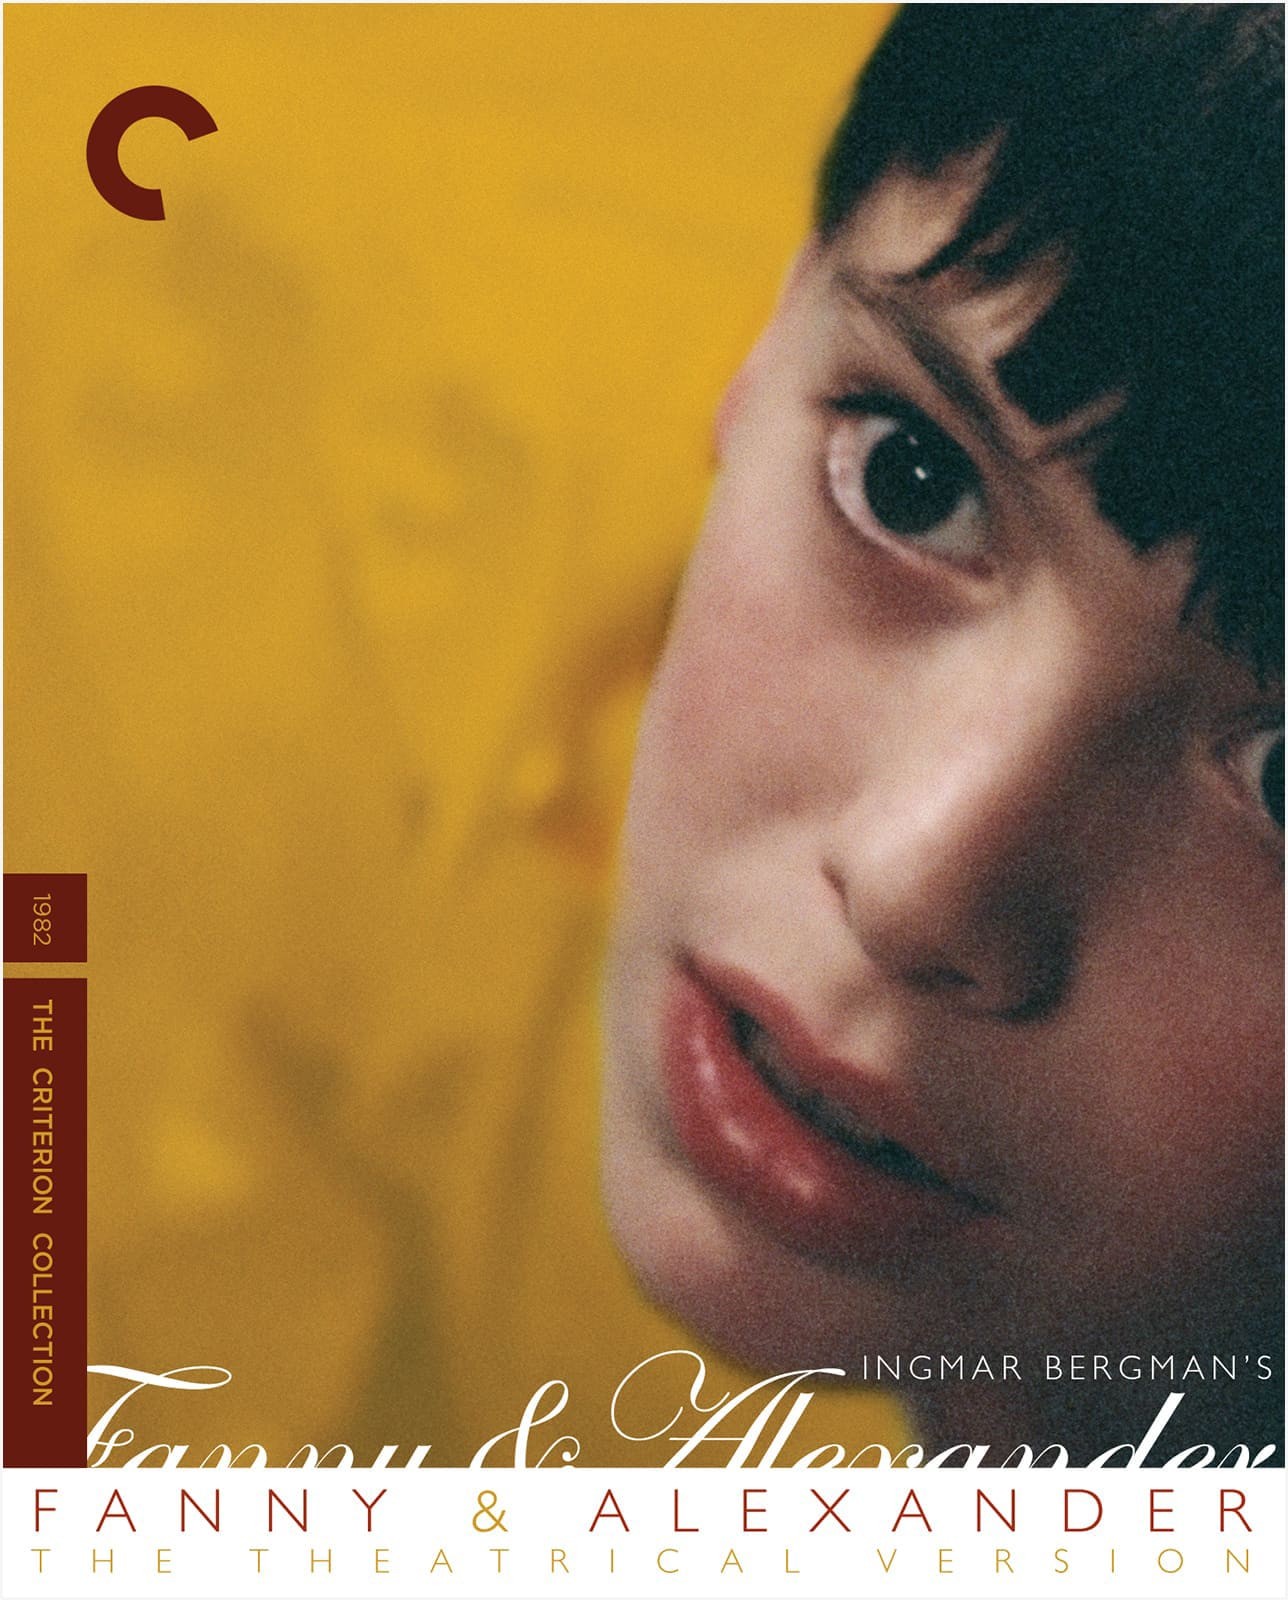 1982
THE CRITERION COLLECTION
INGMAR BERGMAN'S
Fanny & Alexander
FANNY & ALEXANDER
THE THEATRICAL VERSION